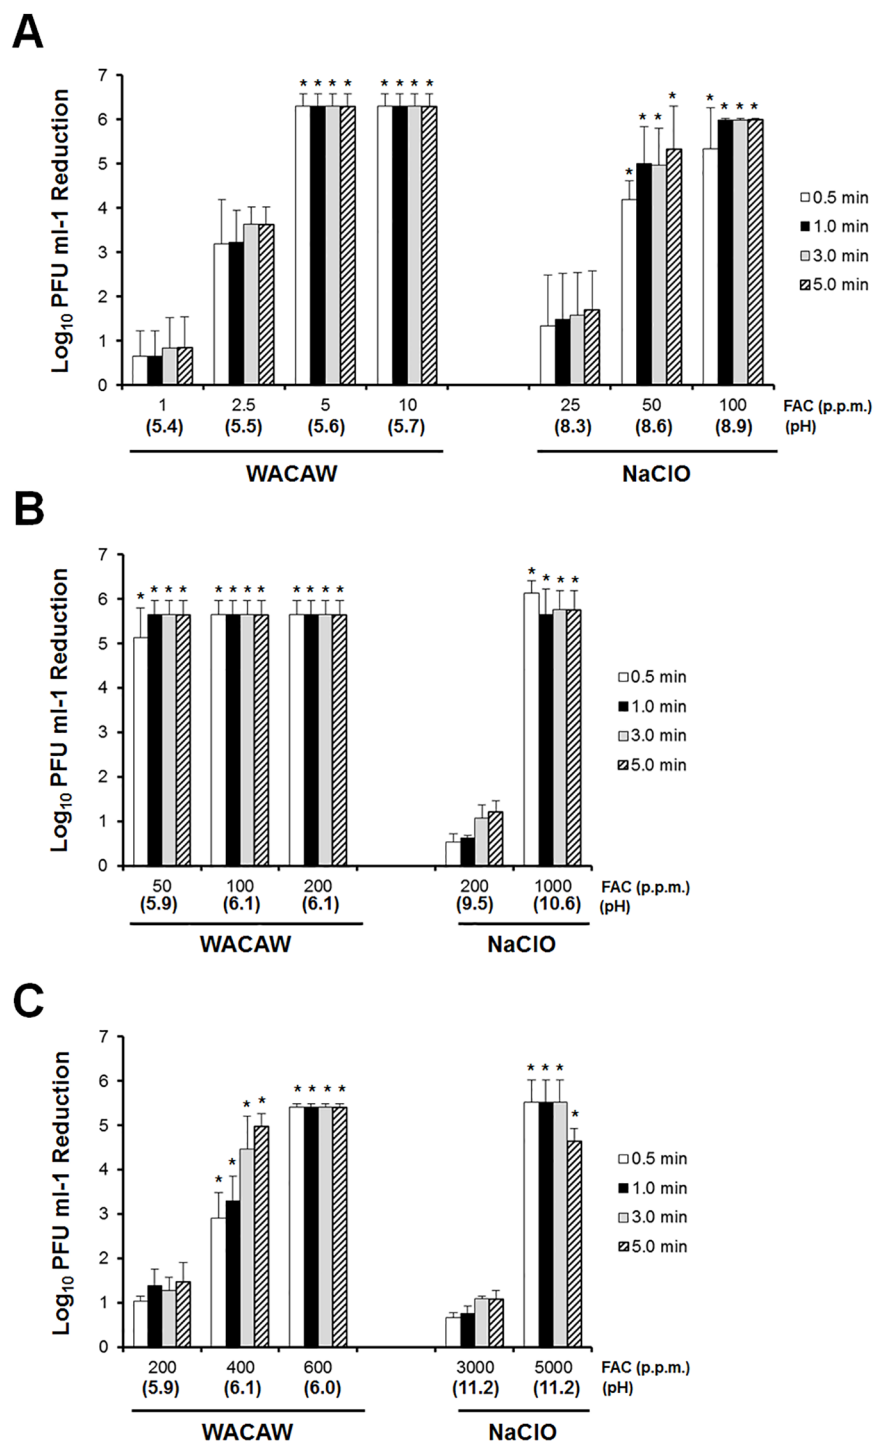 A
Log10 PFU ml-1 Reduction
7
6
5
4
3
2
1
0
* * * * * * * * * * * * * * * *
0.5 min
1.0 min
3.0 min
5.0 min
1 2.5 5 10 25 50 100 FAC (p.p.m.)
(5.4) (5.5) (5.6) (5.7) (8.3) (8.6) (8.9) (pH)
WACAW NaClO
B
Log10 PFU ml-1 Reduction
7
6
5
4
3
2
1
0
* * * * * * * * * * * * * * * *
0.5 min
1.0 min
3.0 min
5.0 min
50 100 200 200 1000 FAC (p.p.m.)
(5.9) (6.1) (6.1) (9.5) (10.6) (pH)
WACAW NaClO
C
Log10 PFU ml-1 Reduction
7
6
5
4
3
2
1
0
* * * * * * * * * * * *
0.5 min
1.0 min
3.0 min
5.0 min
200 400 600 3000 5000 FAC (p.p.m.)
(5.9) (6.1) (6.0) (11.2) (11.2) (pH)
WACAW NaClO